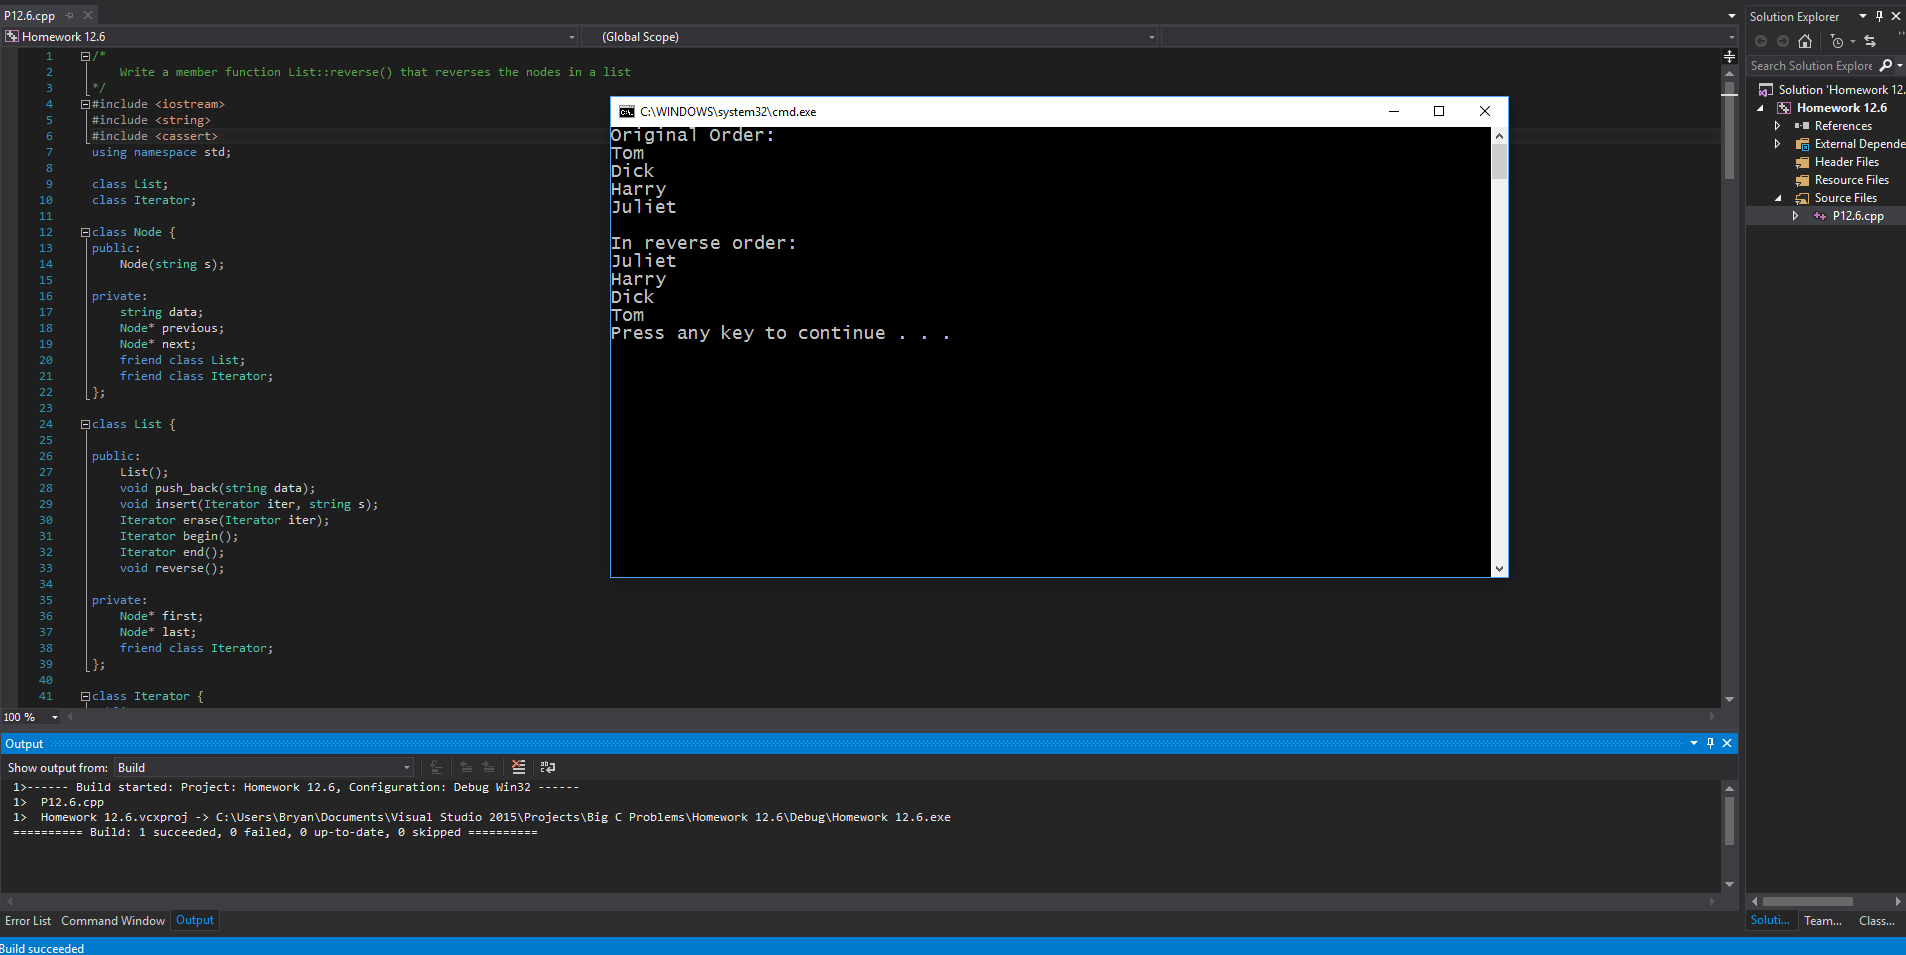 P12.6.cpp
Homework 12.6
(Global Scope)
1 /*
2 Write a member function List::reverse() that reverses the nodes in a list
3 */
4 #include <iostream>
5 #include <string>
6 #include <cassert>
7 using namespace std;
8
9 class List;
10 class Iterator;
11
12 class Node {
13 public:
14 Node(string s);
15
16 private:
17 string data;
18 Node* previous;
19 Node* next;
20 friend class List;
21 friend class Iterator;
22 };
23
24 class List {
25
26 public:
27 List();
28 void push_back(string data);
29 void insert(Iterator iter, string s);
30 Iterator erase(Iterator iter);
31 Iterator begin();
32 Iterator end();
33 void reverse();
34
35 private:
36 Node* first;
37 Node* last;
38 friend class Iterator;
39 };
40
41 class Iterator {
100 %
C:\WINDOWS\system32\cmd.exe
Original Order:
Tom
Dick
Harry
Juliet
In reverse order:
Juliet
Harry
Dick
Tom
Press any key to continue . . .
Solution Explorer
Search Solution Explore
Solution 'Homework 12.
Homework 12.6
References
External Depende
Header Files
Resource Files
Source Files
P12.6.cpp
Output
Show output from: Build
1>------ Build started: Project: Homework 12.6, Configuration: Debug Win32 ------
1> P12.6.cpp
1> Homework 12.6.vcxproj -> C:\Users\Bryan\Documents\Visual Studio 2015\Projects\Big C Problems\Homework 12.6\Debug\Homework 12.6.exe
========== Build: 1 succeeded, 0 failed, 0 up-to-date, 0 skipped ==========
Error List Command Window Output
Soluti... Team... Class...
Build succeeded